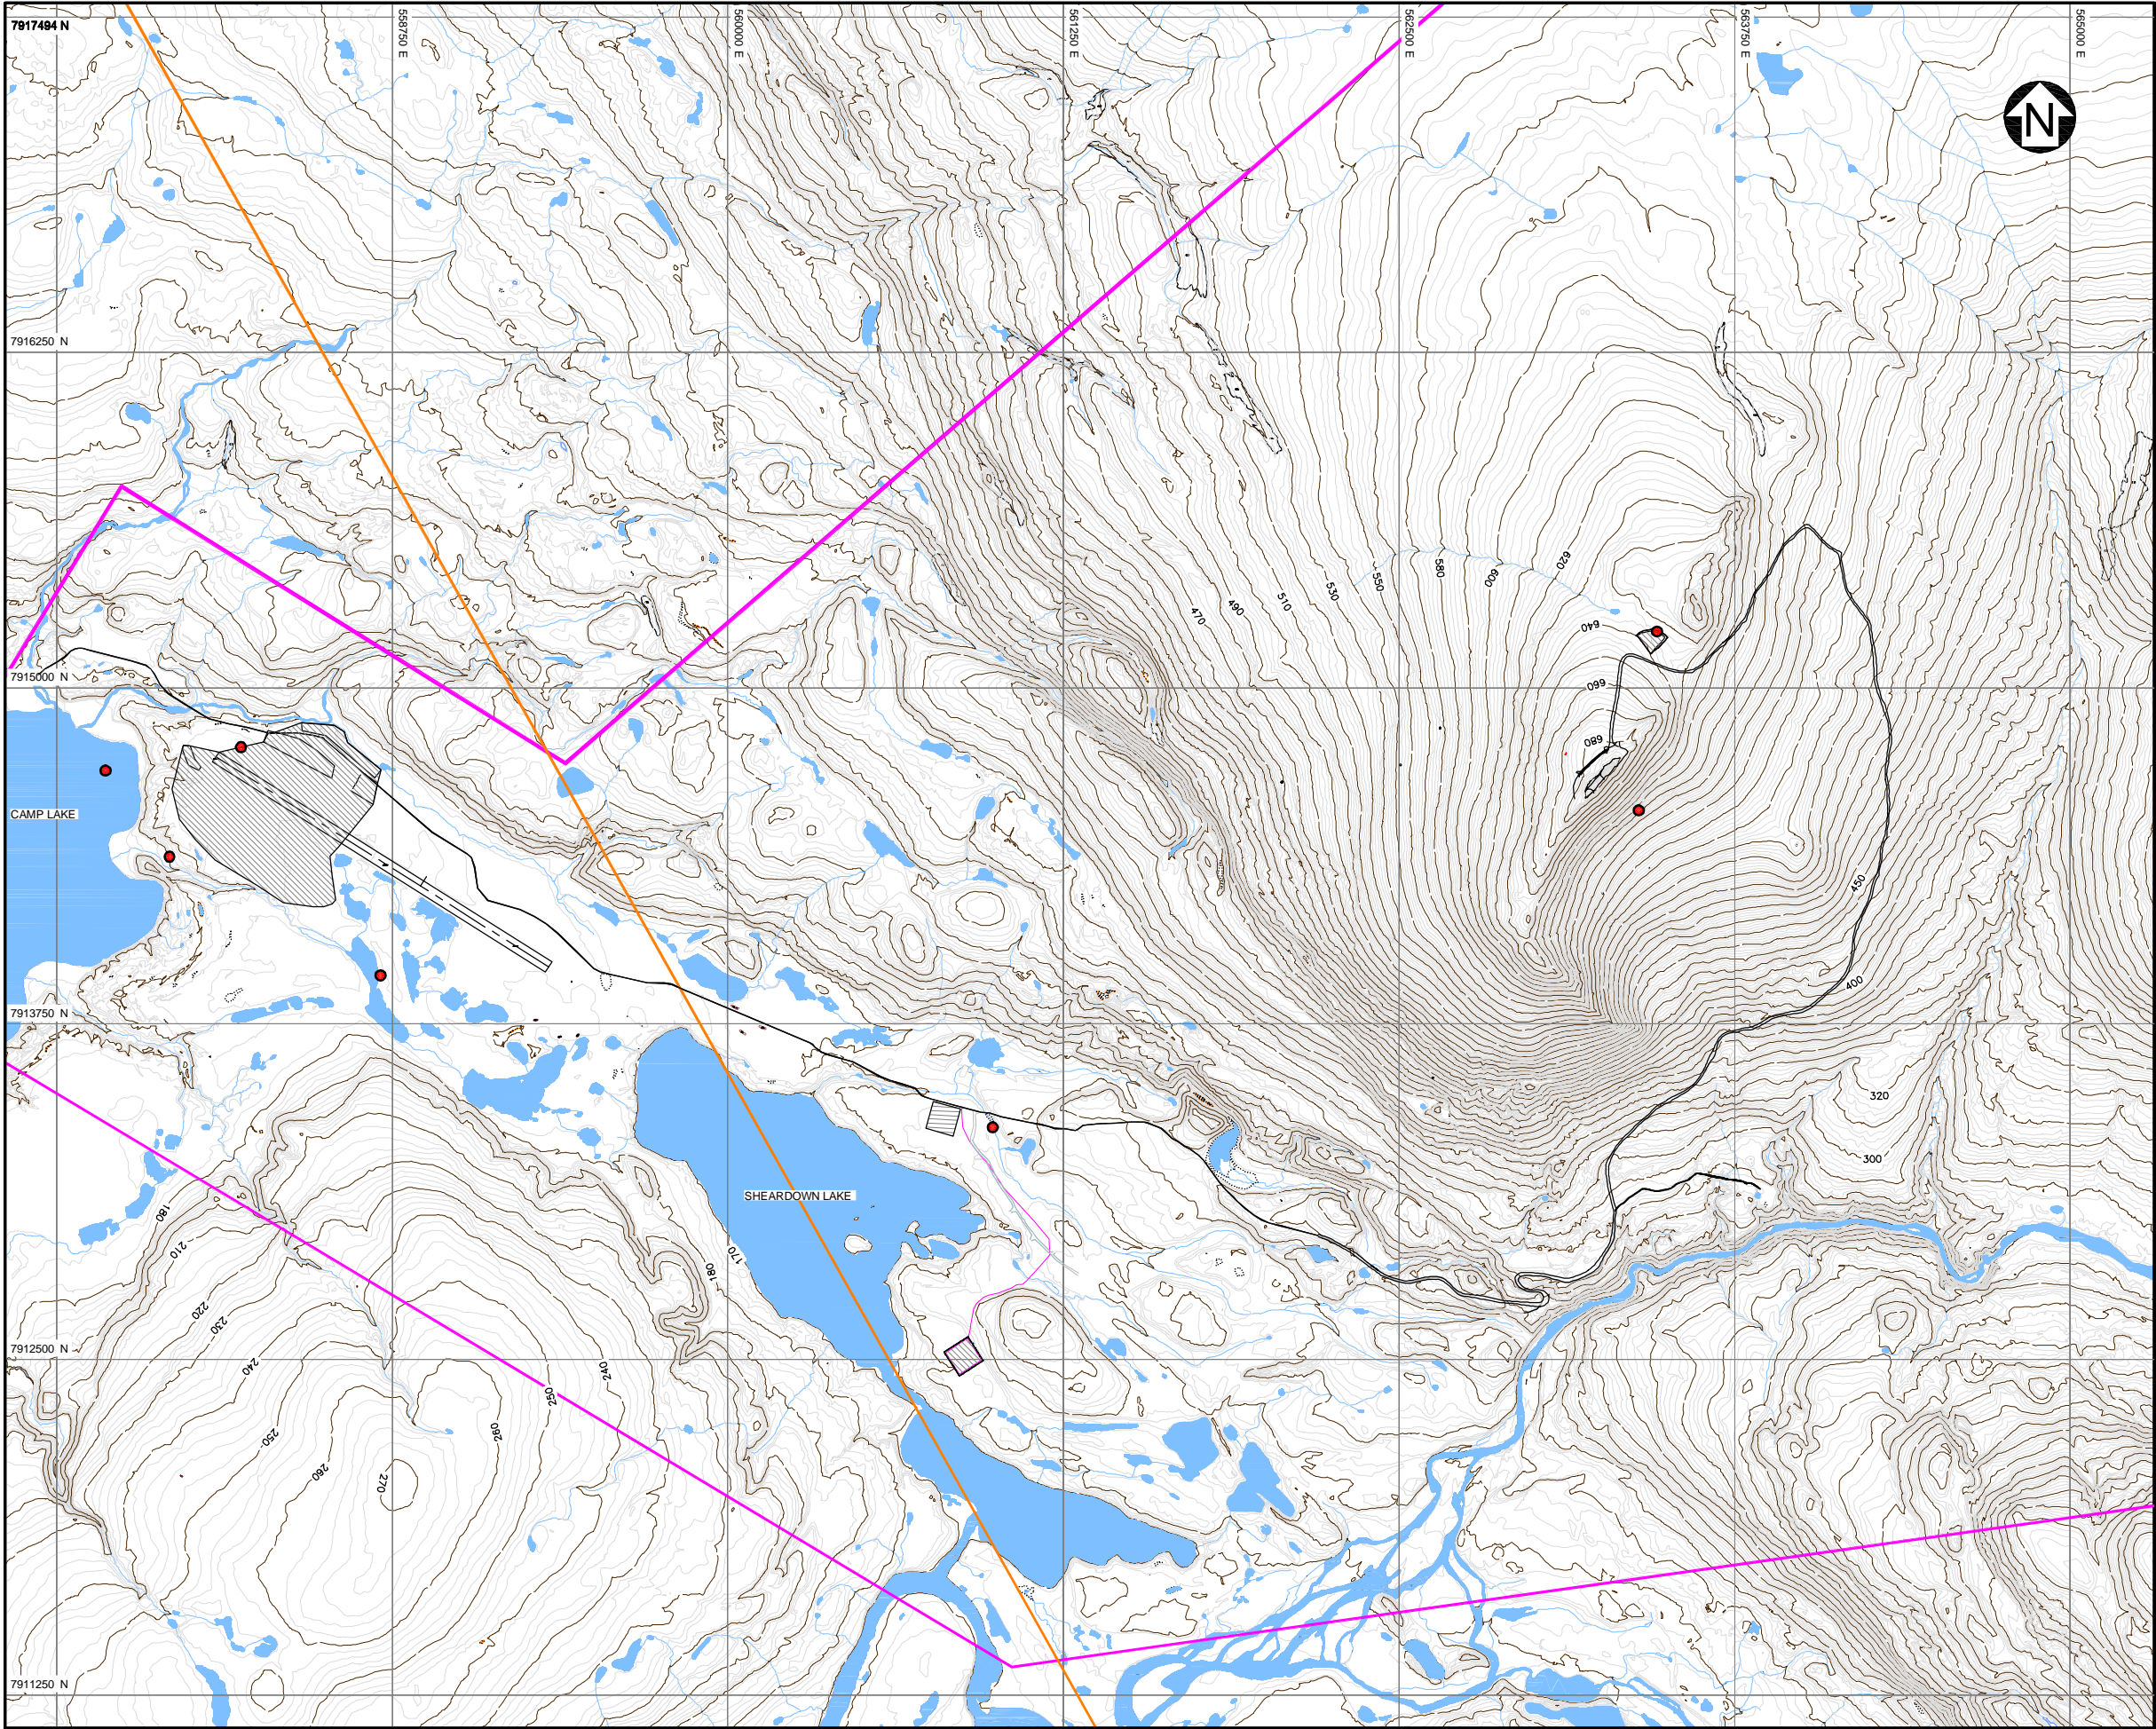 7917494 N
558750 E
560000 E
561250 E
562500 E
563750 E
565000 E
N
7916250 N
470
490
510
530
550
580
600
620
640
660
680
7915000 N
CAMP LAKE
450
400
7913750 N
320
300
SHEARDOWN LAKE
180
210
220
230
240
250
260
270
260
250
240
180
170
7912500 N
7911250 N